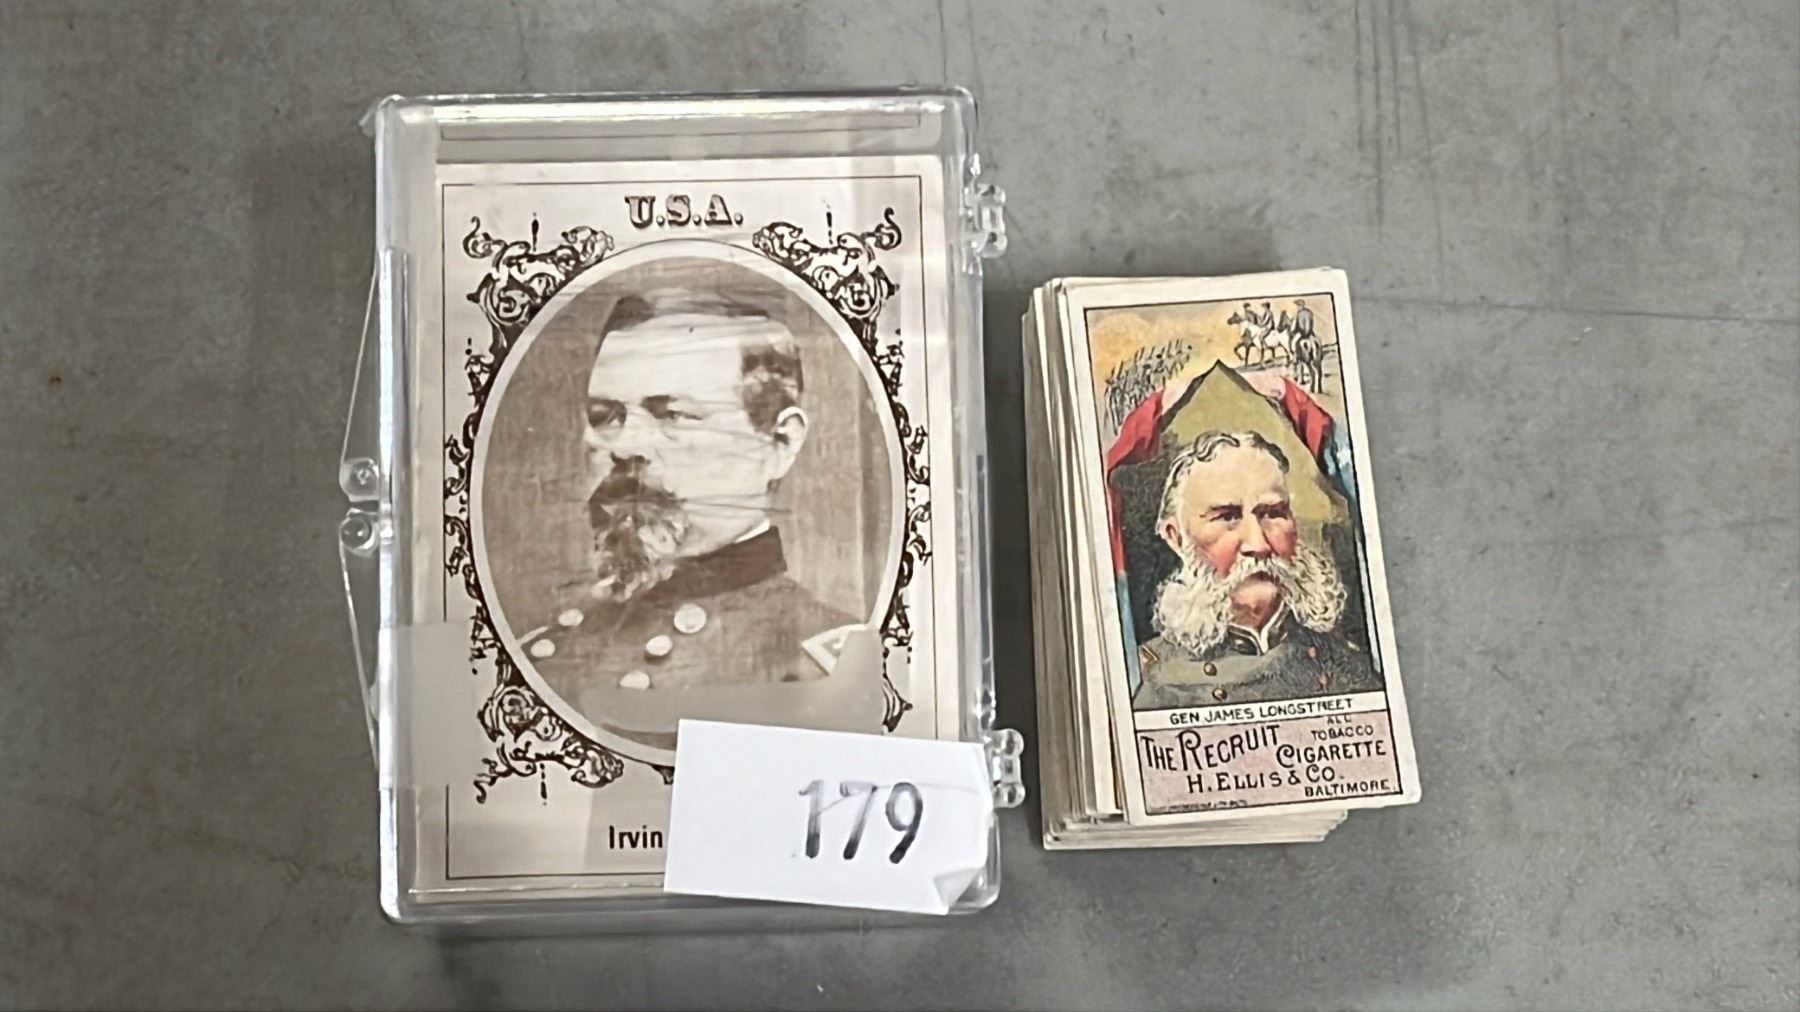 U.S.A.
Irvin
179
GEN. JAMES LONGSTREET
THE RECRUIT ALL TOBACCO CIGARETTE
H. ELLIS & CO.
BALTIMORE.